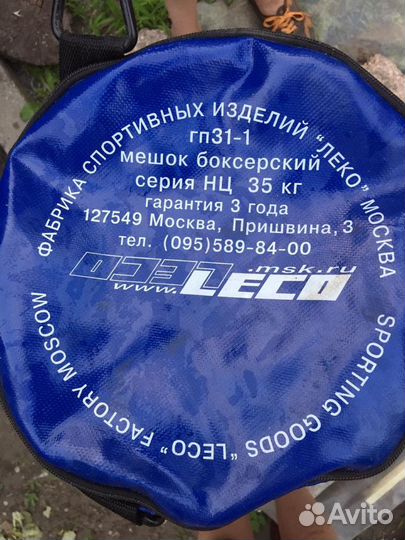 ФАБРИКА СПОРТИВНЫХ ИЗДЕЛИЙ "ЛЕКО" МОСКВА
гп31-1
мешок боксерский
серия НЦ 35 кг
гарантия 3 года
127549 Москва, Пришвина, 3
тел. (095)589-84-00
www.LECO.msk.ru
SPORTING GOODS "LECO" FACTORY MOSCOW
Avito